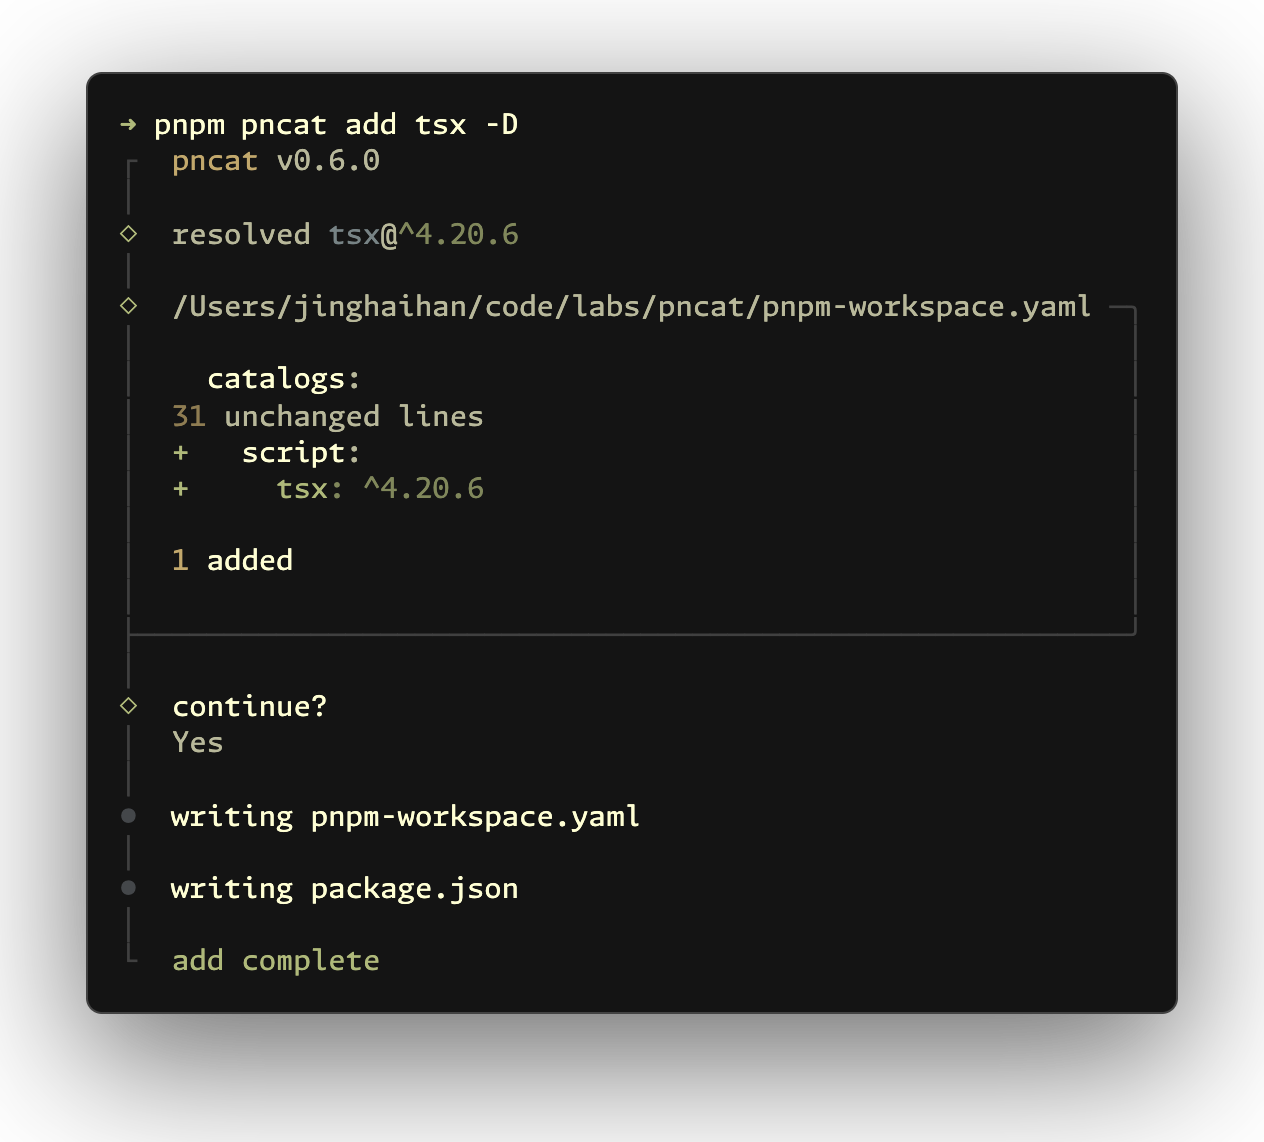 ➜ pnpm pncat add tsx -D
pncat v0.6.0
resolved tsx@^4.20.6
/Users/jinghaihan/code/labs/pncat/pnpm-workspace.yaml
catalogs:
31 unchanged lines
+ script:
+ tsx: ^4.20.6
1 added
continue?
Yes
writing pnpm-workspace.yaml
writing package.json
add complete